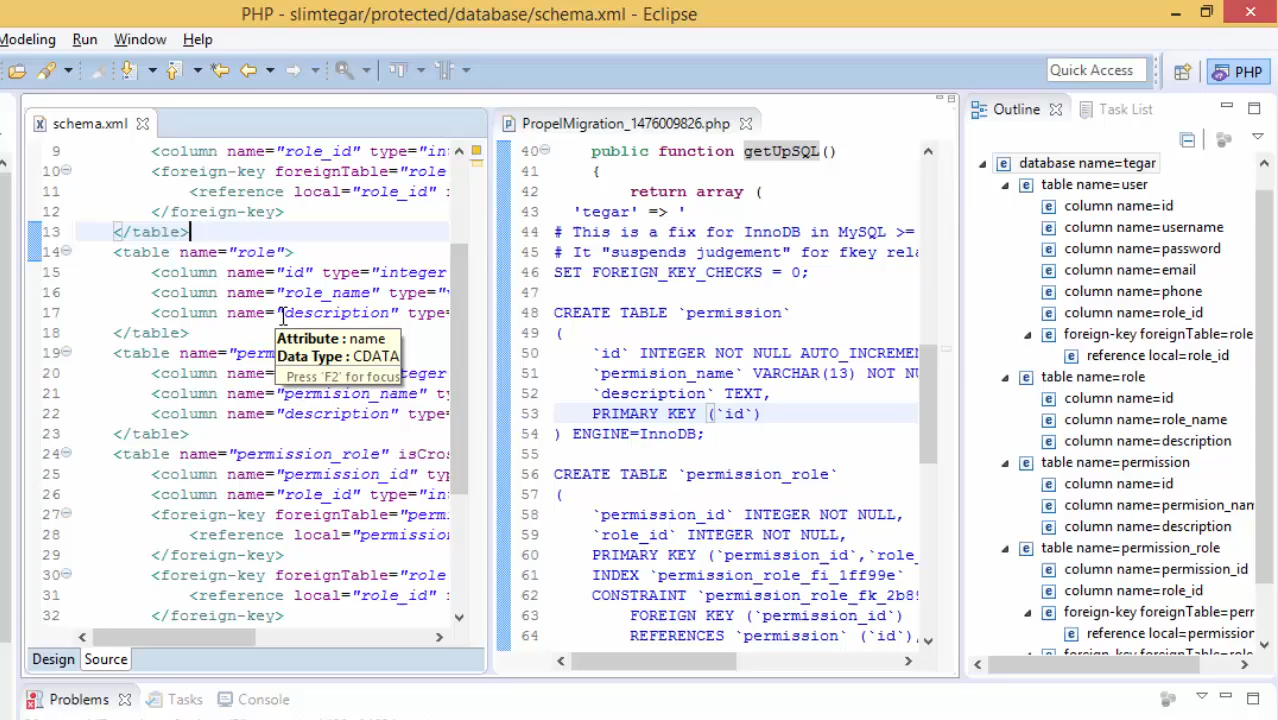 PHP - slimtegar/protected/database/schema.xml - Eclipse
Modeling Run Window Help
Quick Access
PHP
schema.xml
9 <column name="role_id" type="in
10 <foreign-key foreignTable="role
11 <reference local="role_id"
12 </foreign-key>
13 </table>
14 <table name="role">
15 <column name="id" type="integer
16 <column name="role_name" type="
17 <column name="description" type=
18 </table>
19 <table name="perm
20 <column name= integer
21 <column name="permision_name" t
22 <column name="description" type=
23 </table>
24 <table name="permission_role" isCros
25 <column name="permission_id" typ
26 <column name="role_id" type="in
27 <foreign-key foreignTable="permi
28 <reference local="permission
29 </foreign-key>
30 <foreign-key foreignTable="role
31 <reference local="role_id"
32 </foreign-key>
Attribute : name
Data Type : CDATA
Press 'F2' for focus
Design Source
PropelMigration_1476009826.php
40 public function getUpSQL()
41 {
42 return array (
43 'tegar' => '
44 # This is a fix for InnoDB in MySQL >=
45 # It "suspends judgement" for fkey rela
46 SET FOREIGN_KEY_CHECKS = 0;
47
48 CREATE TABLE `permission`
49 (
50 `id` INTEGER NOT NULL AUTO_INCREMEN
51 `permision_name` VARCHAR(13) NOT NU
52 `description` TEXT,
53 PRIMARY KEY (`id`)
54 ) ENGINE=InnoDB;
55
56 CREATE TABLE `permission_role`
57 (
58 `permission_id` INTEGER NOT NULL,
59 `role_id` INTEGER NOT NULL,
60 PRIMARY KEY (`permission_id`,`role_
61 INDEX `permission_role_fi_1ff99e`
62 CONSTRAINT `permission_role_fk_2b89
63 FOREIGN KEY (`permission_id`)
64 REFERENCES `permission` (`id`),
Outline Task List
database name=tegar
table name=user
column name=id
column name=username
column name=password
column name=email
column name=phone
column name=role_id
foreign-key foreignTable=role
reference local=role_id
table name=role
column name=id
column name=role_name
column name=description
table name=permission
column name=id
column name=permision_nam
column name=description
table name=permission_role
column name=permission_id
column name=role_id
foreign-key foreignTable=perr
reference local=permission
Problems Tasks Console